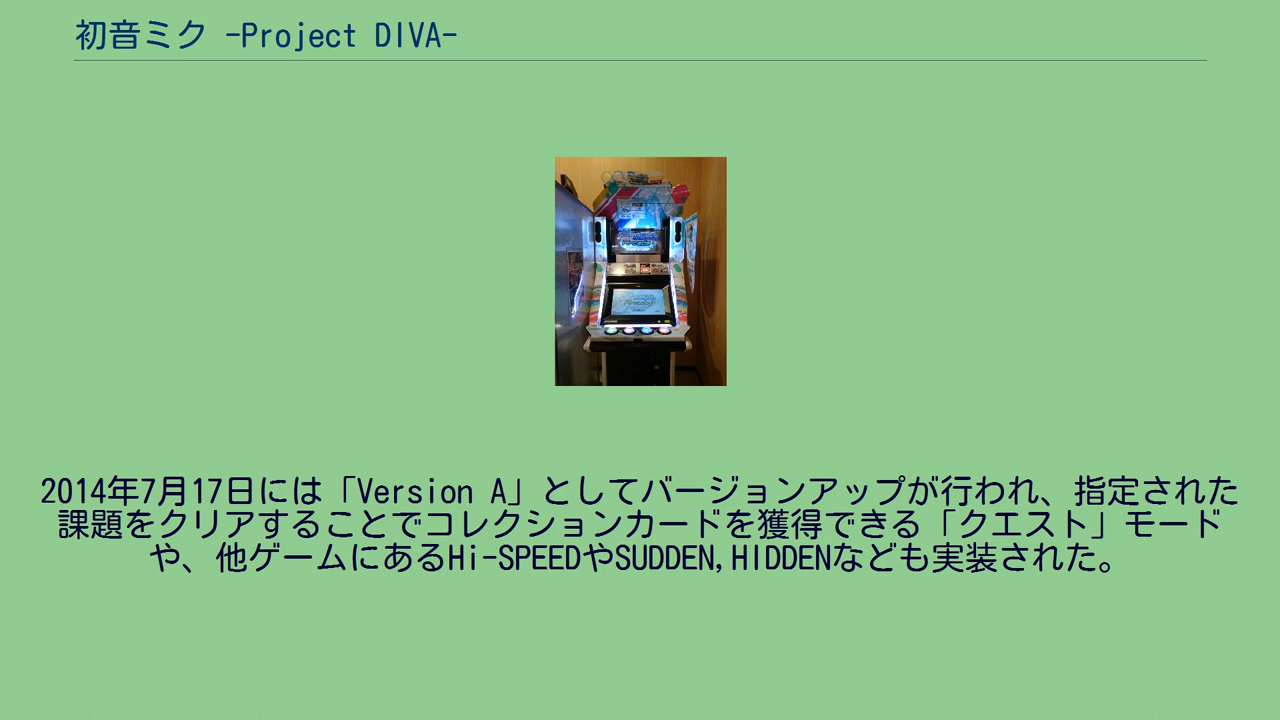 初音ミク -Project DIVA-
2014年7月17日には「Version A」としてバージョンアップが行われ、指定された
課題をクリアすることでコレクションカードを獲得できる「クエスト」モード
や、他ゲームにあるHi-SPEEDやSUDDEN,HIDDENなども実装された。